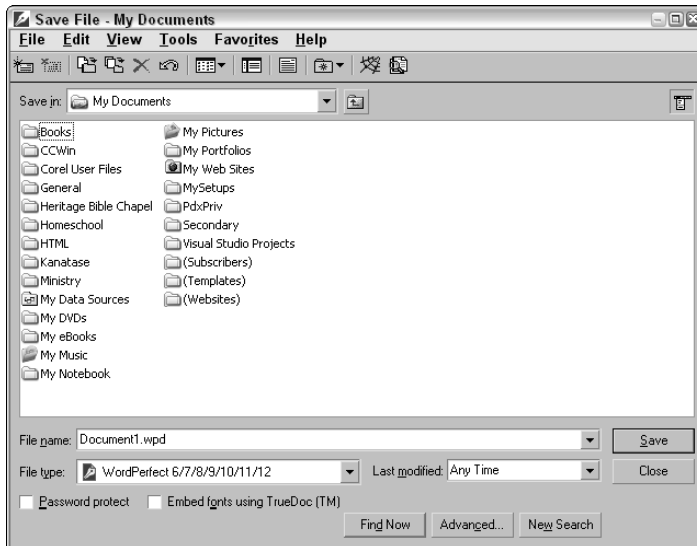 Save File - My Documents
File Edit View Tools Favorites Help
Save in: My Documents
Books
CCWin
Corel User Files
General
Heritage Bible Chapel
Homeschool
HTML
Kanatase
Ministry
My Data Sources
My DVDs
My eBooks
My Music
My Notebook
My Pictures
My Portfolios
My Web Sites
MySetups
PdxPriv
Secondary
Visual Studio Projects
(Subscribers)
(Templates)
(Websites)
File name: Document1.wpd Save
File type: WordPerfect 6/7/8/9/10/11/12 Last modified: Any Time Close
Password protect Embed fonts using TrueDoc (TM)
Find Now Advanced... New Search